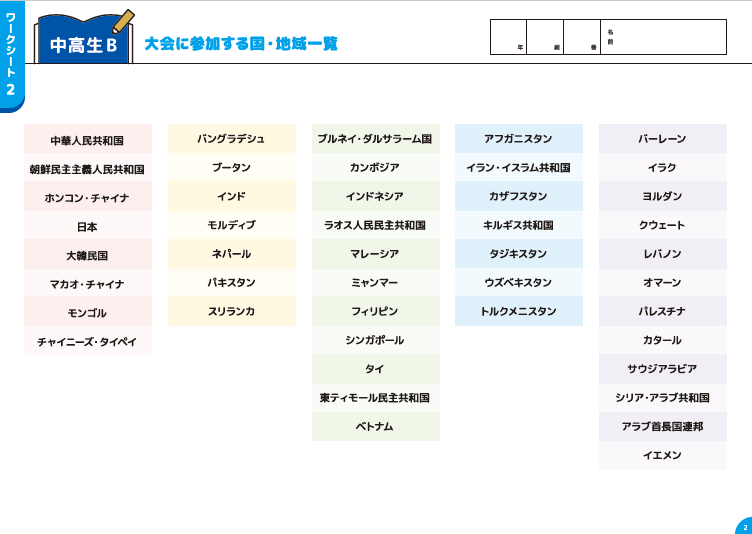 ワークシート 2
中高生 B
大会に参加する国・地域一覧
年 組 番 名前
中華人民共和国
朝鮮民主主義人民共和国
ホンコン・チャイナ
日本
大韓民国
マカオ・チャイナ
モンゴル
チャイニーズ・タイペイ
バングラデシュ
ブータン
インド
モルディブ
ネパール
パキスタン
スリランカ
ブルネイ・ダルサラーム国
カンボジア
インドネシア
ラオス人民民主共和国
マレーシア
ミャンマー
フィリピン
シンガポール
タイ
東ティモール民主共和国
ベトナム
アフガニスタン
イラン・イスラム共和国
カザフスタン
キルギス共和国
タジキスタン
ウズベキスタン
トルクメニスタン
バーレーン
イラク
ヨルダン
クウェート
レバノン
オマーン
パレスチナ
カタール
サウジアラビア
シリア・アラブ共和国
アラブ首長国連邦
イエメン
2